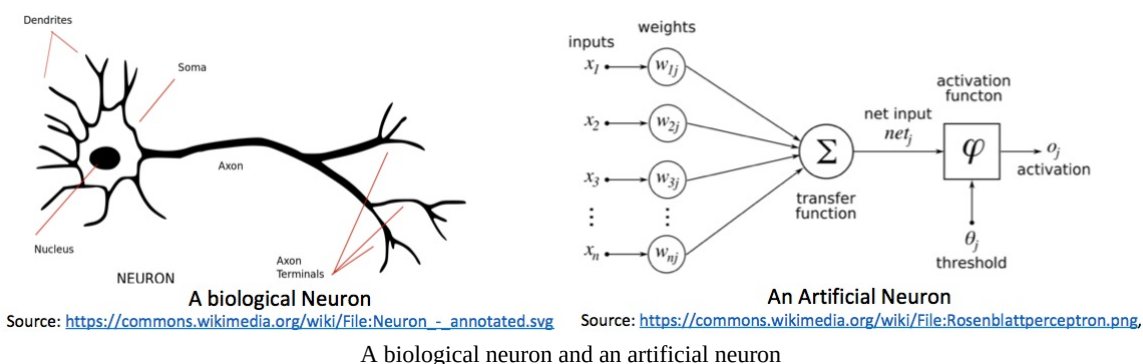 Dendrites
Soma
Axon
Nucleus
Axon
Terminals
NEURON
A biological Neuron
Source: https://commons.wikimedia.org/wiki/File:Neuron_-_annotated.svg
weights
inputs
x1 w1j
x2 w2j
x3 w3j
⋮ ⋮
xn wnj
Σ
transfer
function
net input
netj
activation
functon
φ
oj
activation
θj
threshold
An Artificial Neuron
Source: https://commons.wikimedia.org/wiki/File:Rosenblattperceptron.png,
A biological neuron and an artificial neuron